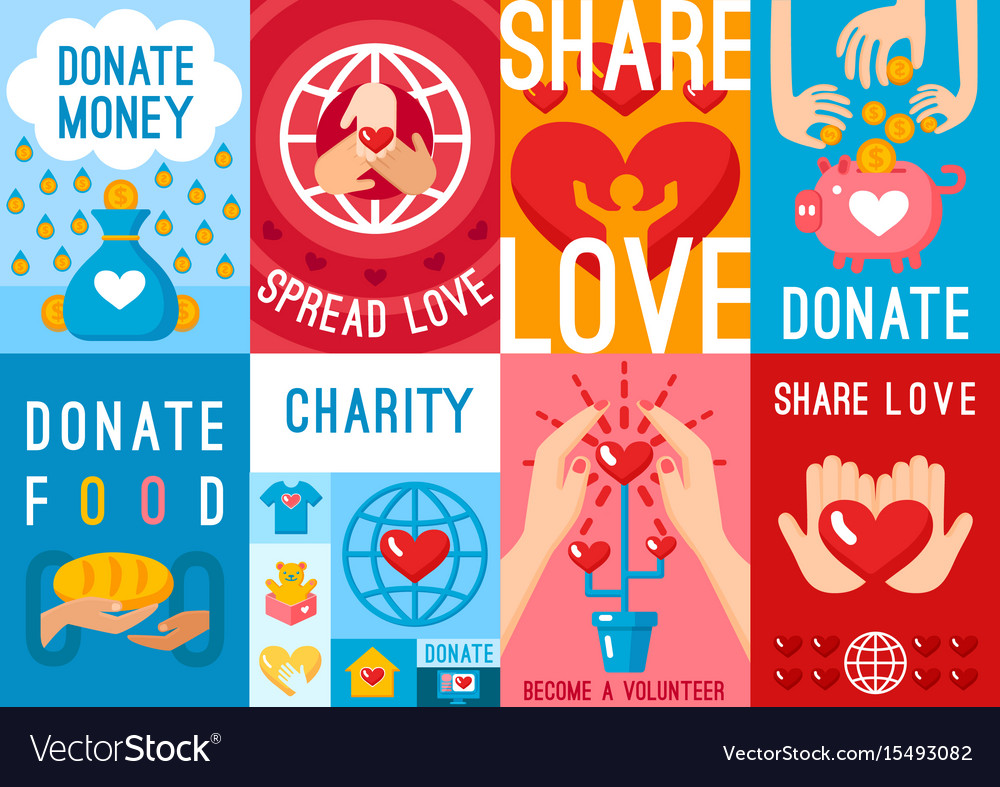 DONATE
MONEY
SPREAD LOVE
SHARE
LOVE
DONATE
DONATE
FOOD
CHARITY
DONATE
BECOME A VOLUNTEER
SHARE LOVE
VectorStock®
VectorStock.com/15493082